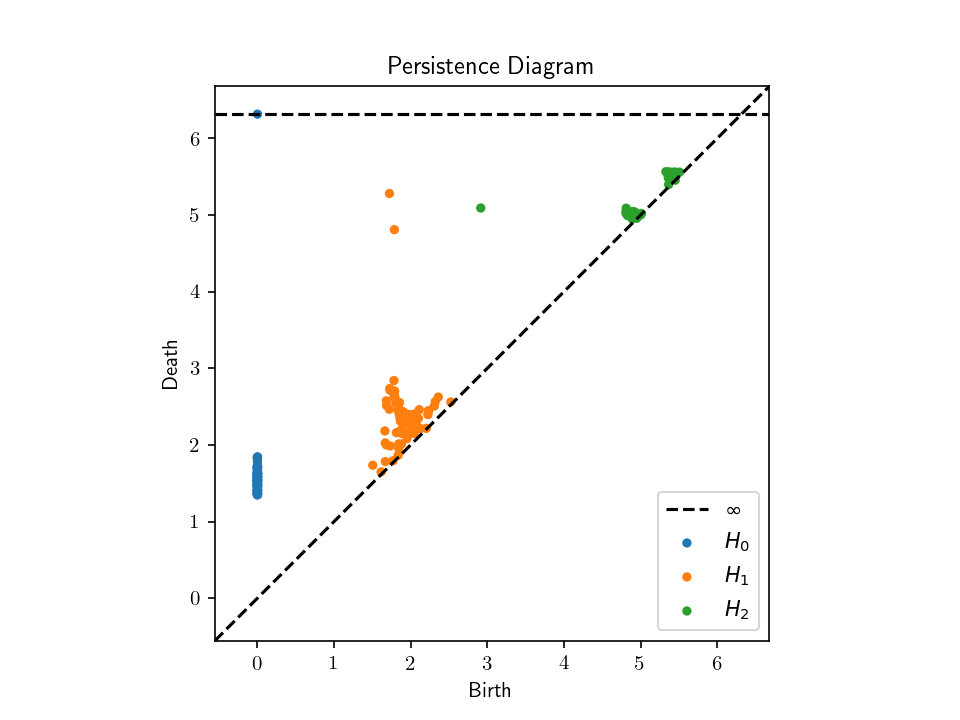 Persistence Diagram
Death
6
5
4
3
2
1
0
∞
H₀
H₁
H₂
0 1 2 3 4 5 6
Birth